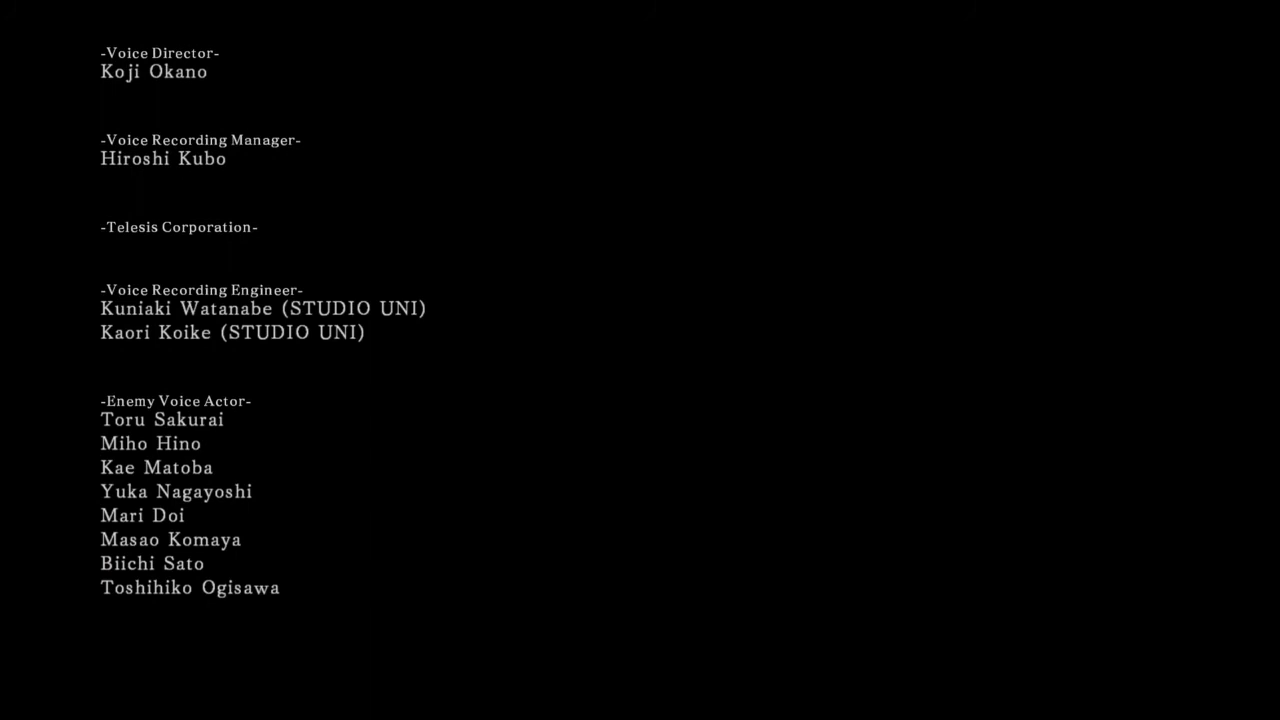 -Voice Director-
Koji Okano
-Voice Recording Manager-
Hiroshi Kubo
-Telesis Corporation-
-Voice Recording Engineer-
Kuniaki Watanabe (STUDIO UNI)
Kaori Koike (STUDIO UNI)
-Enemy Voice Actor-
Toru Sakurai
Miho Hino
Kae Matoba
Yuka Nagayoshi
Mari Doi
Masao Komaya
Biichi Sato
Toshihiko Ogisawa